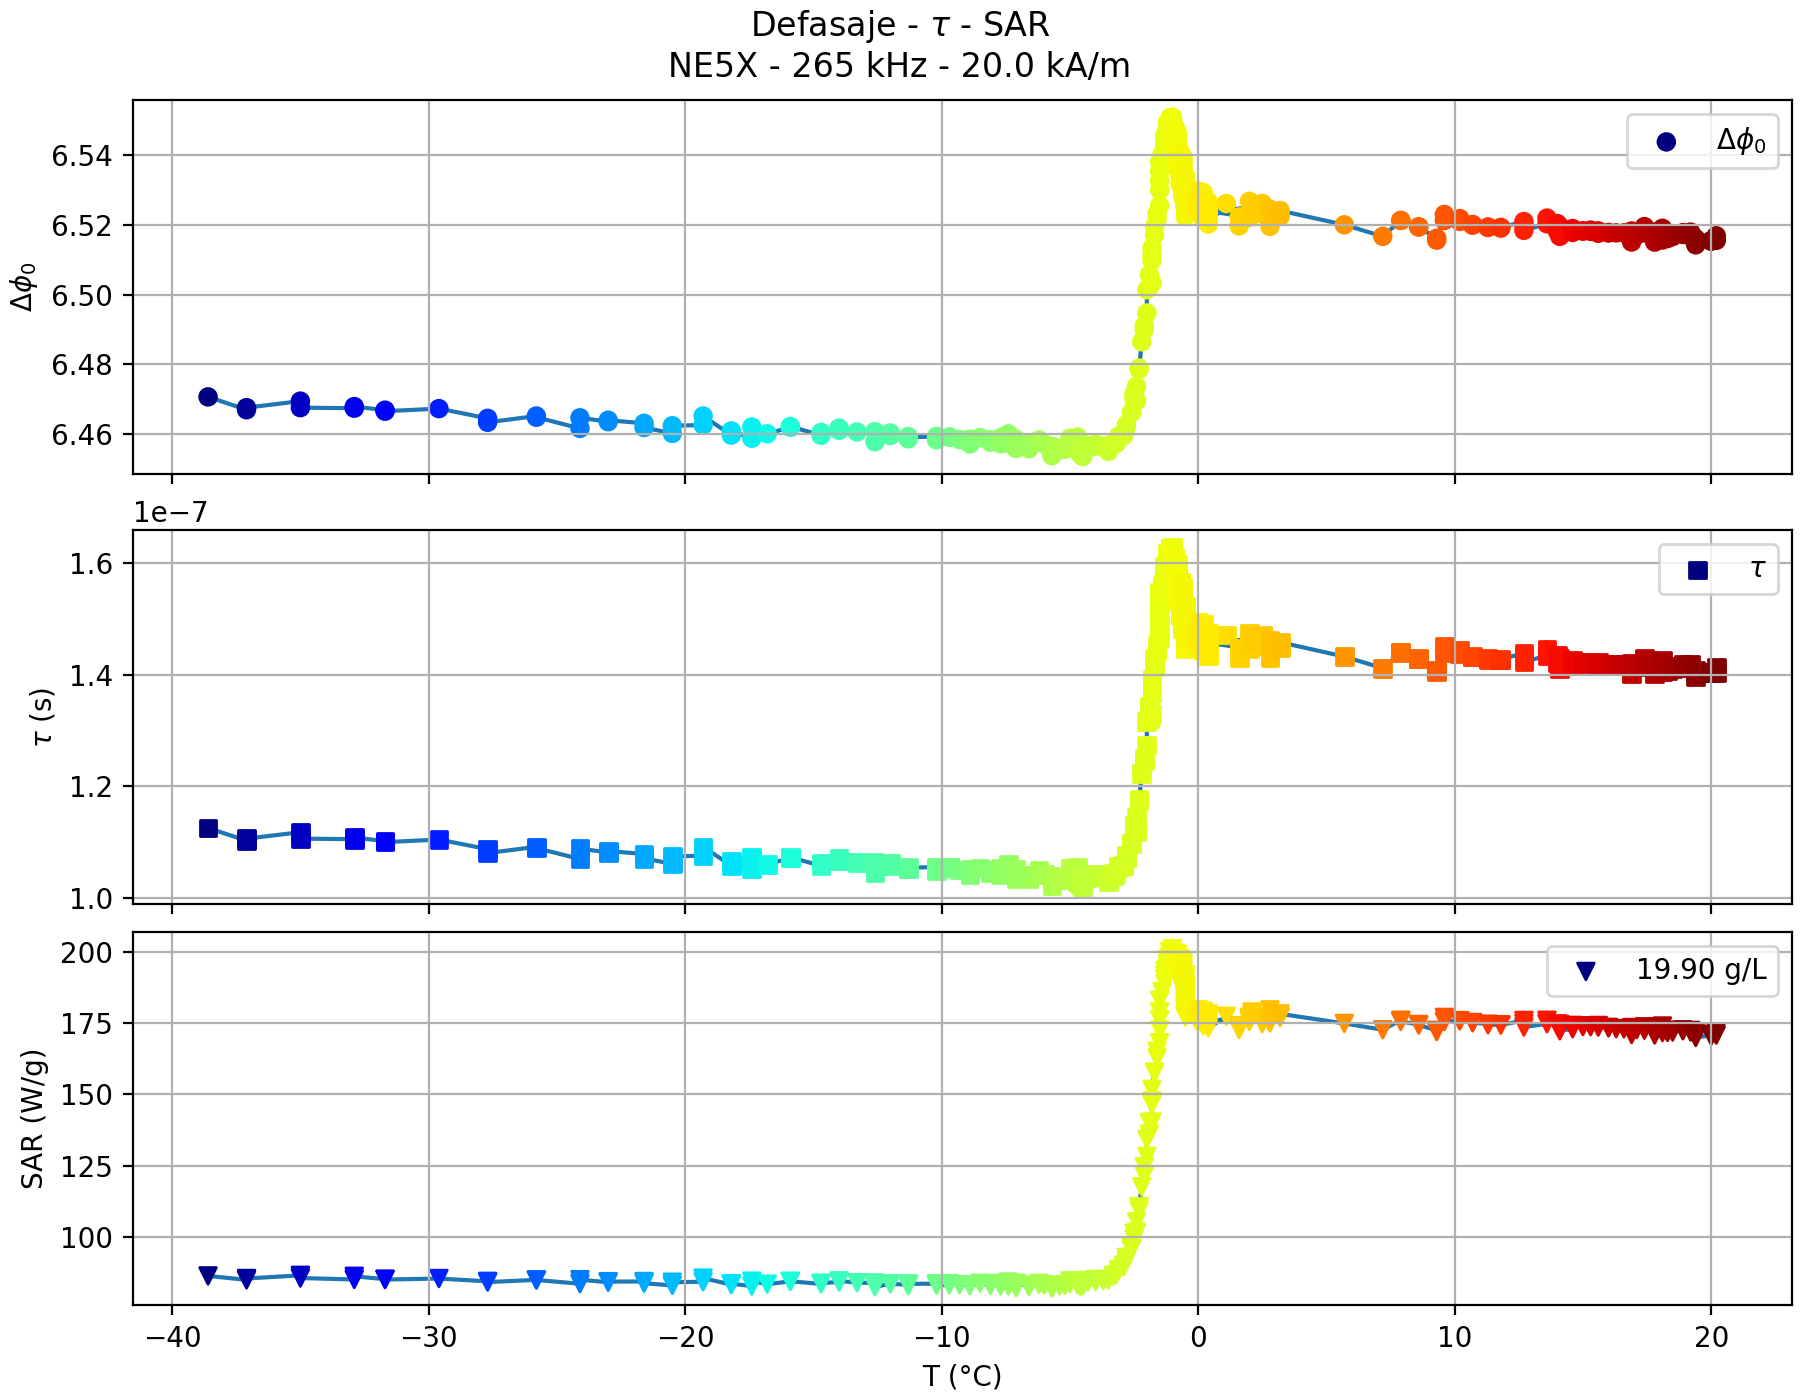 Defasaje - τ - SAR
NE5X - 265 kHz - 20.0 kA/m
Δϕ₀
6.54
6.52
6.50
6.48
6.46
Δϕ₀
1e−7
τ
1.6
1.4
1.2
1.0
τ (s)
19.90 g/L
200
175
150
125
100
SAR (W/g)
−40 −30 −20 −10 0 10 20
T (°C)